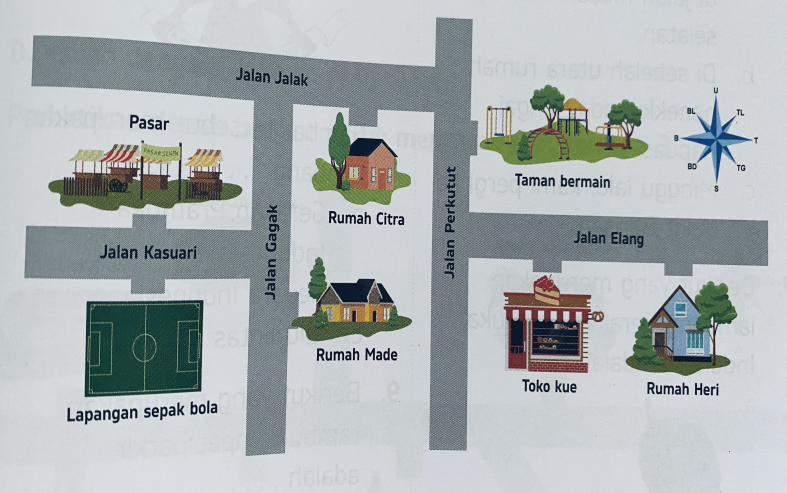 Jalan Jalak
Pasar
PASAR SENIN
Jalan Kasuari
Lapangan sepak bola
Jalan Gagak
Rumah Citra
Rumah Made
Jalan Perkutut
Taman bermain
U
TL
T
TG
S
BD
B
BL
Jalan Elang
Toko kue
Rumah Heri